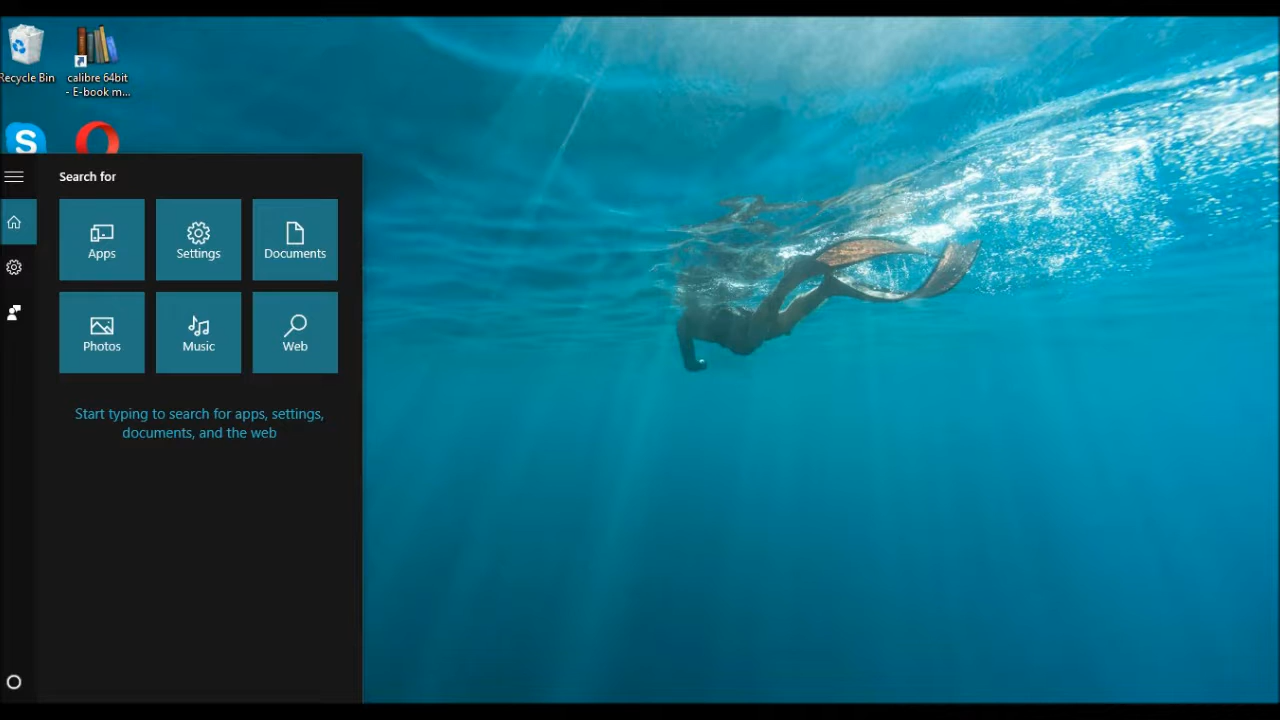 Recycle Bin
calibre 64bit
- E-book m...
S
Search for
Apps
Settings
Documents
Photos
Music
Web
Start typing to search for apps, settings,
documents, and the web